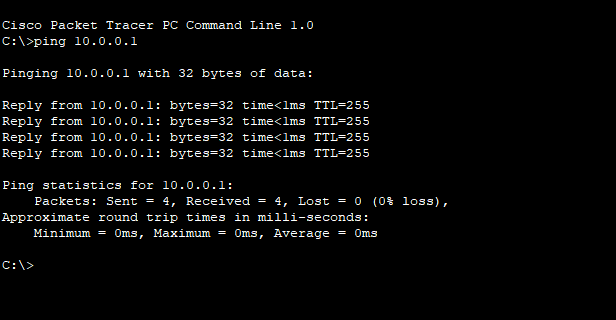 Cisco Packet Tracer PC Command Line 1.0
C:\>ping 10.0.0.1
Pinging 10.0.0.1 with 32 bytes of data:
Reply from 10.0.0.1: bytes=32 time<1ms TTL=255
Reply from 10.0.0.1: bytes=32 time<1ms TTL=255
Reply from 10.0.0.1: bytes=32 time<1ms TTL=255
Reply from 10.0.0.1: bytes=32 time<1ms TTL=255
Ping statistics for 10.0.0.1:
    Packets: Sent = 4, Received = 4, Lost = 0 (0% loss),
Approximate round trip times in milli-seconds:
    Minimum = 0ms, Maximum = 0ms, Average = 0ms
C:\>